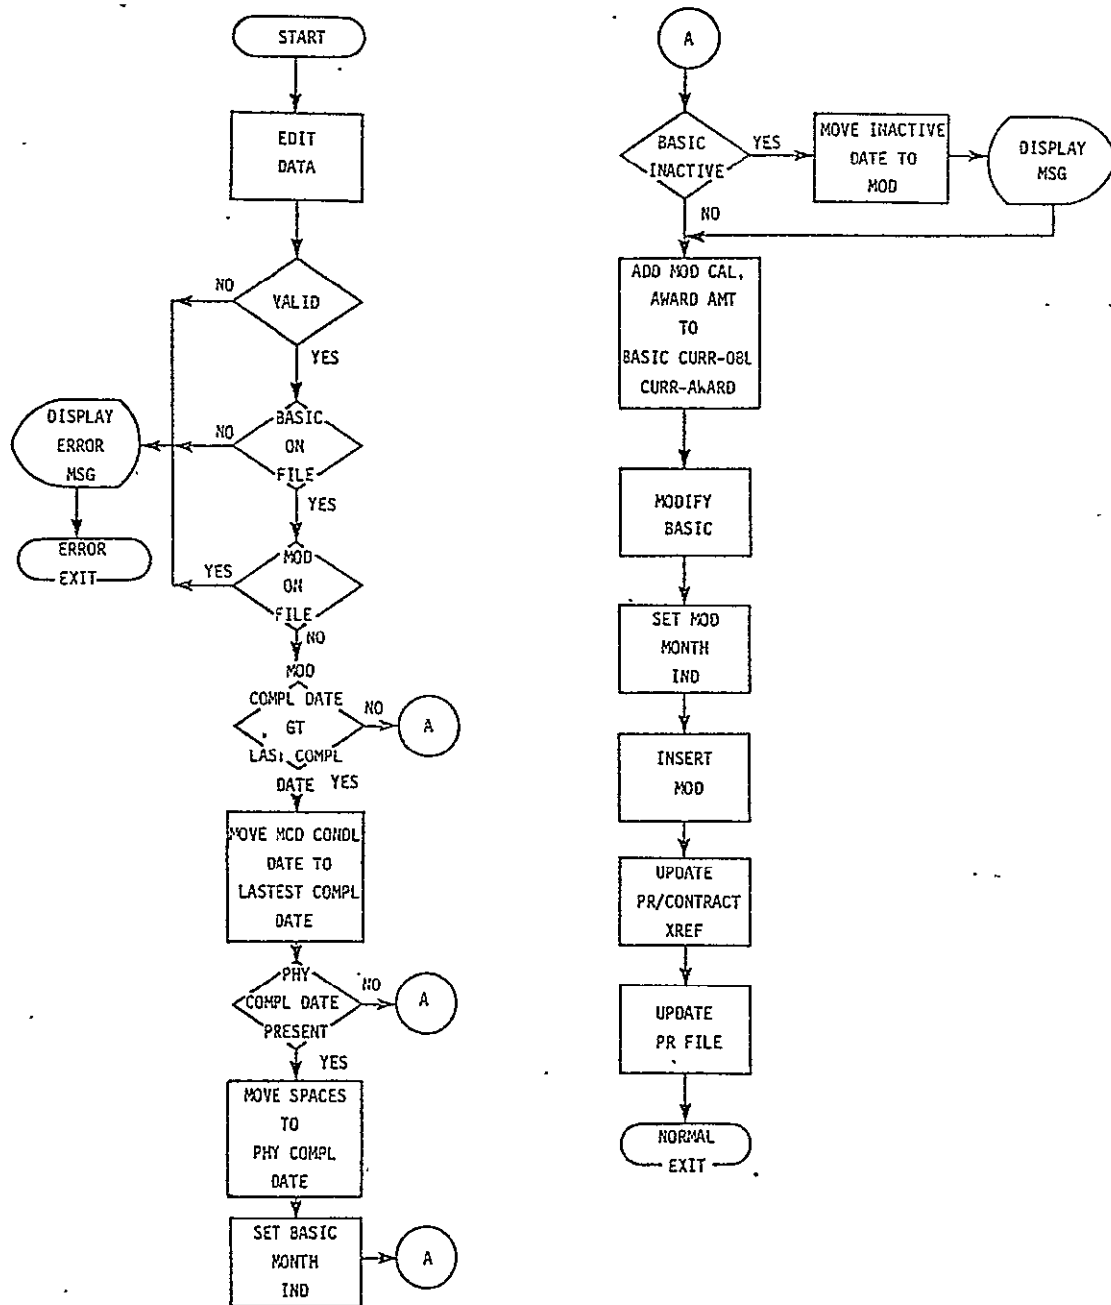 START
EDIT
DATA
NO
VALID
YES
DISPLAY
ERROR
MSG
NO
BASIC
ON
FILE
YES
ERROR
EXIT
YES
MOD
ON
FILE
NO
MOD
COMPL DATE
GT
LAST COMPL
DATE
NO
A
YES
MOVE MCD CONDL
DATE TO
LASTEST COMPL
DATE
PHY
COMPL DATE
PRESENT
NO
A
YES
MOVE SPACES
TO
PHY COMPL
DATE
SET BASIC
MONTH
IND
A
A
BASIC
INACTIVE
YES
MOVE INACTIVE
DATE TO
MOD
DISPLAY
MSG
NO
ADD MOD CAL,
AWARD AMT
TO
BASIC CURR-OBL
CURR-AWARD
MODIFY
BASIC
SET MOD
MONTH
IND
INSERT
MOD
UPDATE
PR/CONTRACT
XREF
UPDATE
PR FILE
NORMAL
EXIT